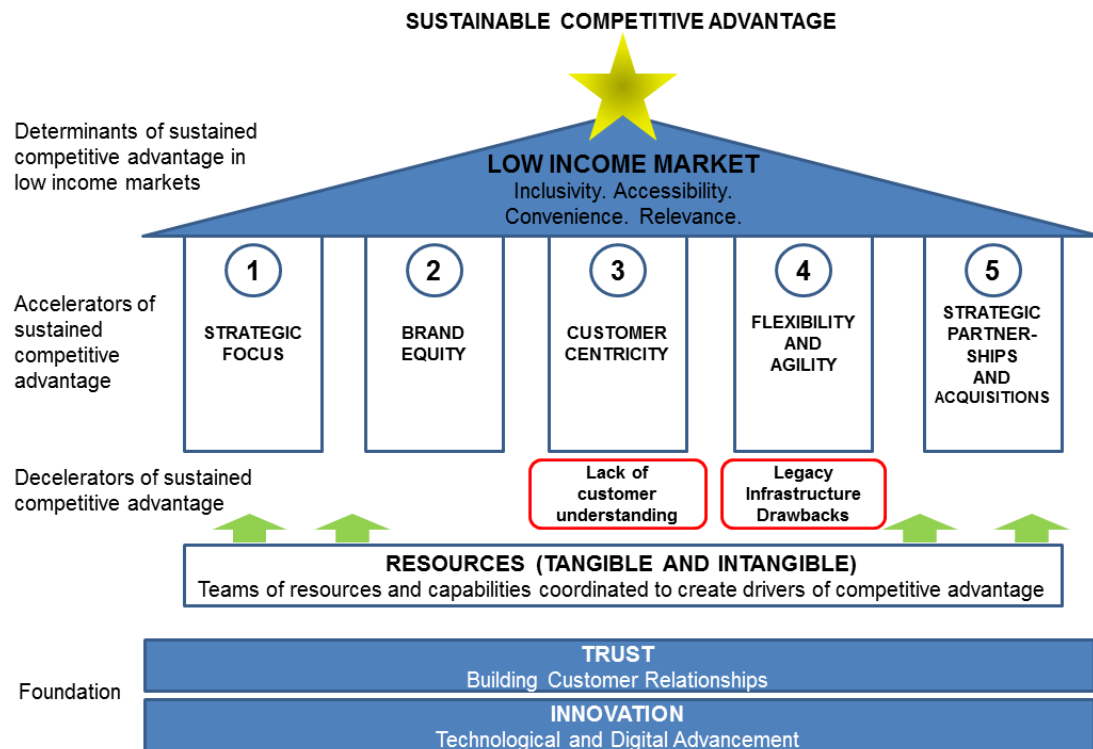 SUSTAINABLE COMPETITIVE ADVANTAGE
Determinants of sustained
competitive advantage in
low income markets
LOW INCOME MARKET
Inclusivity. Accessibility.
Convenience. Relevance.
Accelerators of
sustained
competitive
advantage
1
STRATEGIC
FOCUS
2
BRAND
EQUITY
3
CUSTOMER
CENTRICITY
4
FLEXIBILITY
AND
AGILITY
5
STRATEGIC
PARTNER-
SHIPS
AND
ACQUISITIONS
Decelerators of sustained
competitive advantage
Lack of
customer
understanding
Legacy
Infrastructure
Drawbacks
RESOURCES (TANGIBLE AND INTANGIBLE)
Teams of resources and capabilities coordinated to create drivers of competitive advantage
Foundation
TRUST
Building Customer Relationships
INNOVATION
Technological and Digital Advancement